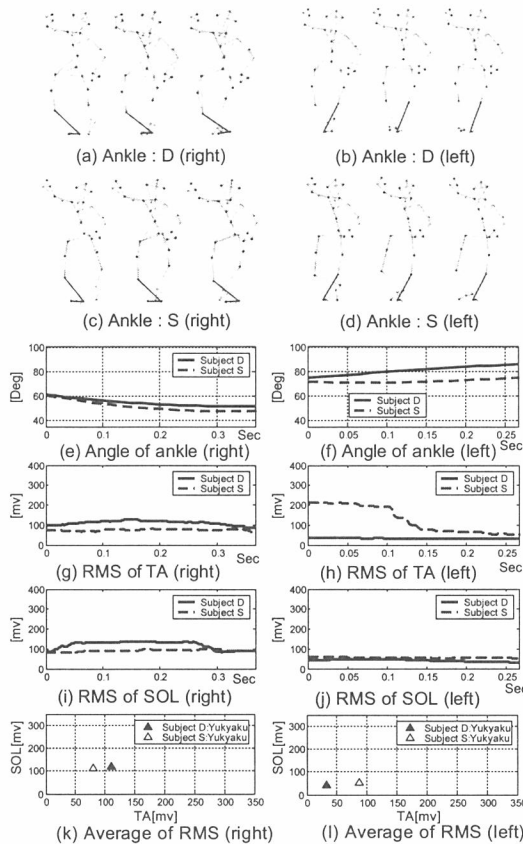 (a) Ankle : D (right)
(b) Ankle : D (left)
(c) Ankle : S (right)
(d) Ankle : S (left)
100
80
60
40
[Deg]
Subject D
Subject S
0 0.1 0.2 0.3 Sec
(e) Angle of ankle (right)
100
80
60
40
[Deg]
Subject D
Subject S
0 0.05 0.1 0.15 0.2 0.25 Sec
(f) Angle of ankle (left)
400
300
200
100
0
[mv]
Subject D
Subject S
0 0.1 0.2 0.3 Sec
(g) RMS of TA (right)
400
300
200
100
0
[mv]
Subject D
Subject S
0 0.05 0.1 0.15 0.2 0.25 Sec
(h) RMS of TA (left)
400
300
200
100
0
[mv]
Subject D
Subject S
0 0.1 0.2 0.3 Sec
(i) RMS of SOL (right)
400
300
200
100
0
[mv]
Subject D
Subject S
0 0.05 0.1 0.15 0.2 0.25 Sec
(j) RMS of SOL (left)
300
200
100
0
SOL[mv]
Subject D:Yukyaku
Subject S:Yukyaku
0 50 100 150 200 250 300 350
TA[mv]
(k) Average of RMS (right)
300
200
100
0
SOL[mv]
Subject D:Yukyaku
Subject S:Yukyaku
0 50 100 150 200 250 300 350
TA[mv]
(l) Average of RMS (left)